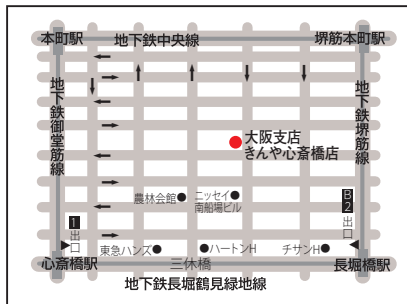 本町駅
地下鉄中央線
堺筋本町駅
地下鉄御堂筋線
地下鉄堺筋線
大阪支店
きんや心斎橋店
農林会館
ニッセイ
南船場ビル
1
出口
B2
出口
東急ハンズ
ハートンH
チサンH
心斎橋駅
三休橋
長堀橋駅
地下鉄長堀鶴見緑地線